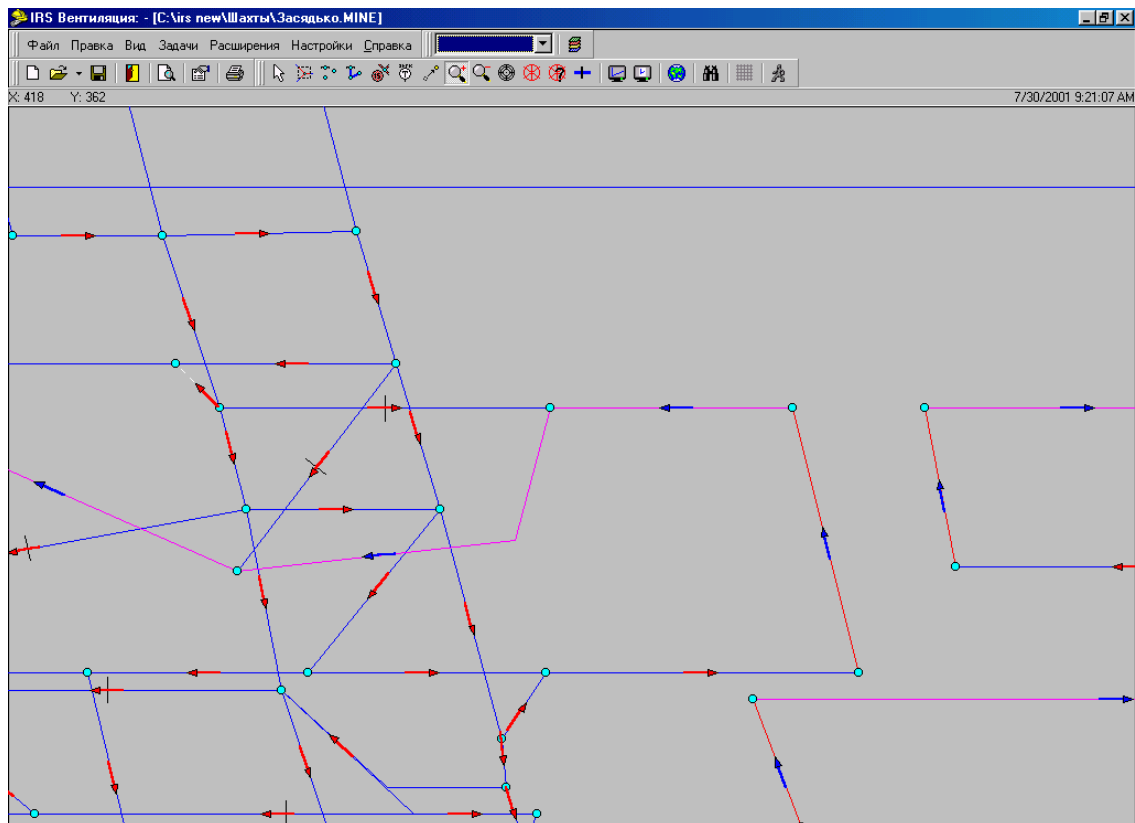 IRS Вентиляция: - [C:\irs new\Шахты\Засядько.MINE]
Файл Правка Вид Задачи Расширения Настройки Справка
X: 418 Y: 362 7/30/2001 9:21:07 AM